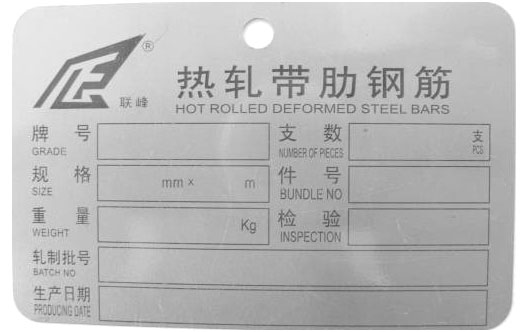 ®
联峰
热轧带肋钢筋
HOT ROLLED DEFORMED STEEL BARS
牌号
GRADE
支数
NUMBER OF PIECES
支
PCS
规格
SIZE
mm × m
件号
BUNDLE NO
重量
WEIGHT
Kg
检验
INSPECTION
轧制批号
BATCH NO
生产日期
PRODUCING DATE